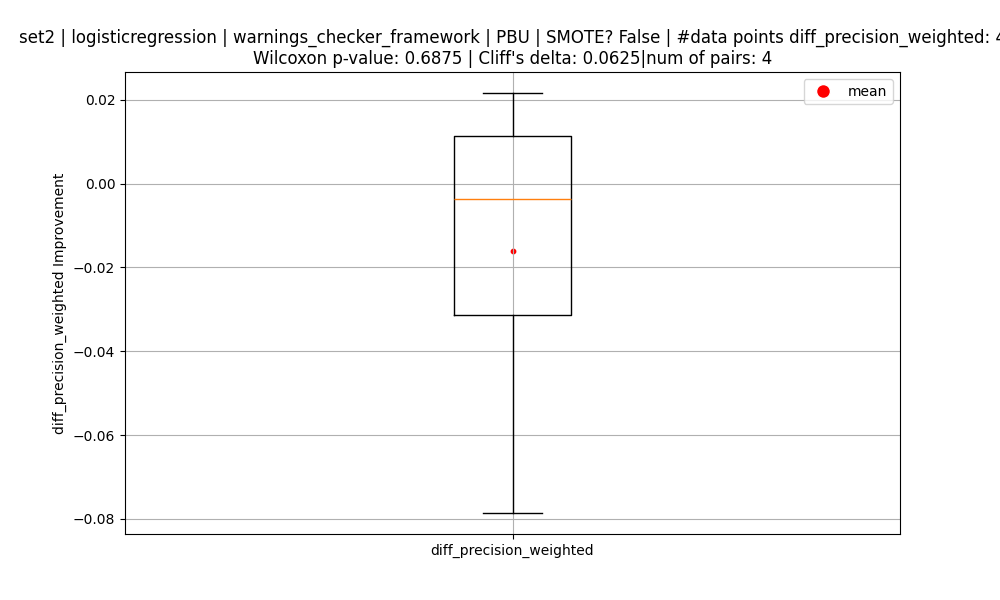 set2 | logisticregression | warnings_checker_framework | PBU | SMOTE? False | #data points diff_precision_weighted: 4
Wilcoxon p-value: 0.6875 | Cliff's delta: 0.0625|num of pairs: 4
mean
0.02
0.00
−0.02
−0.04
−0.06
−0.08
diff_precision_weighted Improvement
diff_precision_weighted